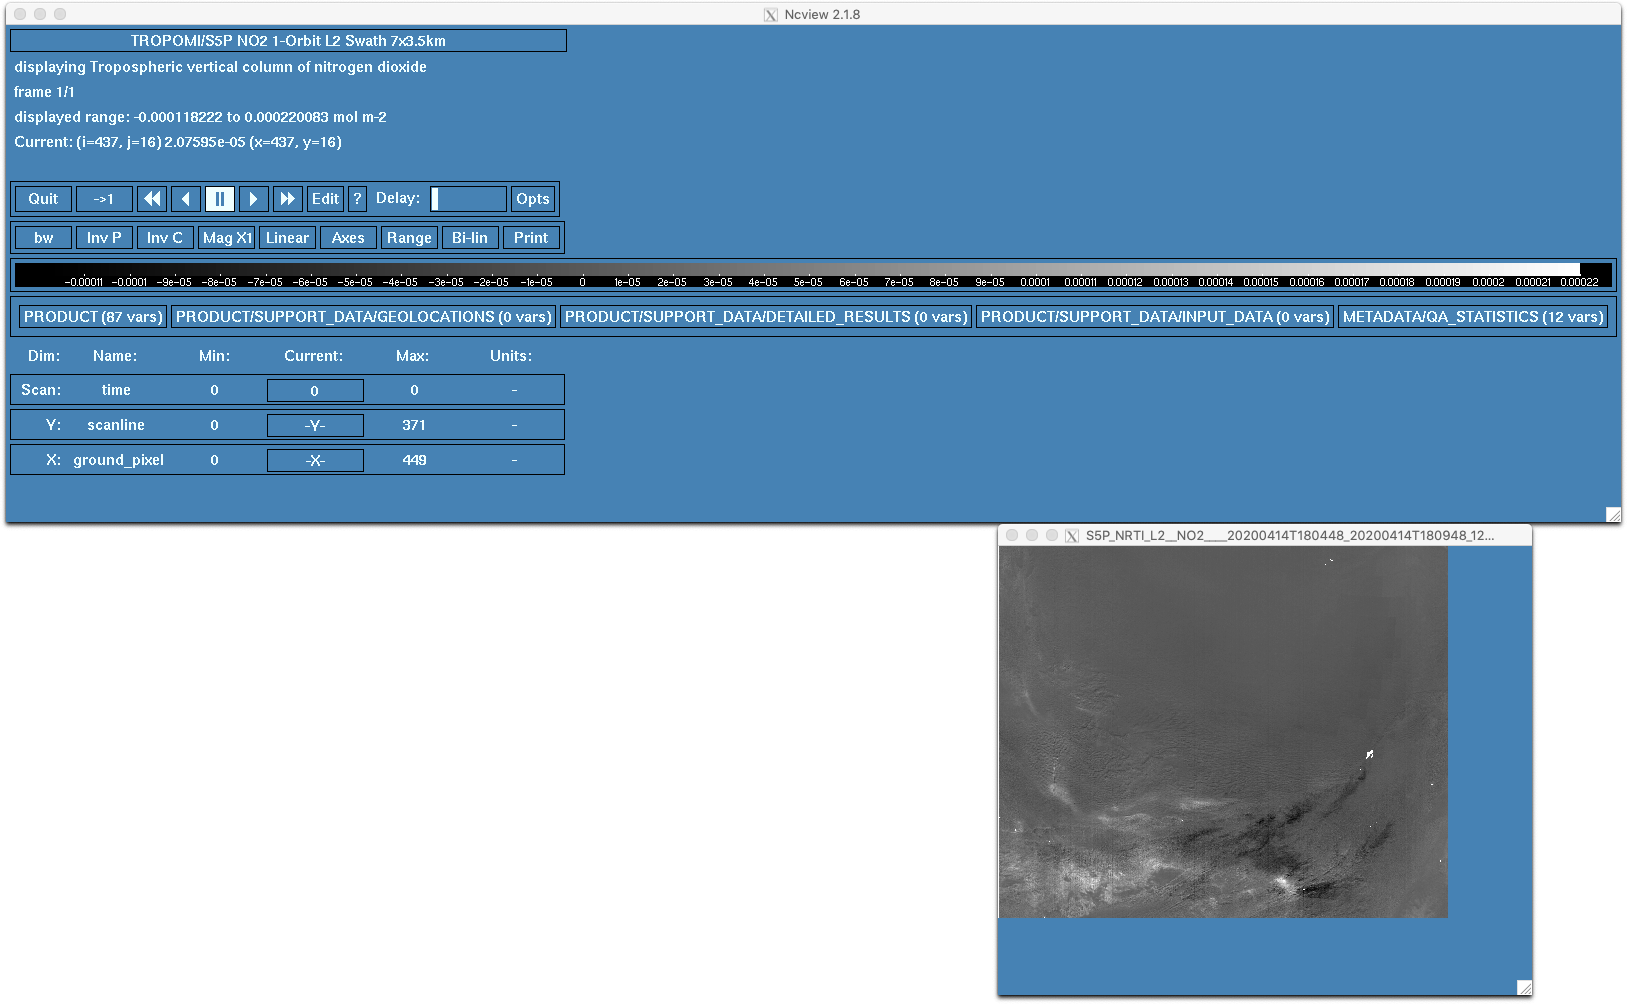 Ncview 2.1.8
TROPOMI/S5P NO2 1-Orbit L2 Swath 7x3.5km
displaying Tropospheric vertical column of nitrogen dioxide
frame 1/1
displayed range: -0.000118222 to 0.000220083 mol m-2
Current: (i=437, j=16) 2.07595e-05 (x=437, y=16)
Quit ->1 Edit ? Delay: Opts
bw Inv P Inv C Mag X1 Linear Axes Range Bi-lin Print
-0.00011 -0.0001 -9e-05 -8e-05 -7e-05 -6e-05 -5e-05 -4e-05 -3e-05 -2e-05 -1e-05 0 1e-05 2e-05 3e-05 4e-05 5e-05 6e-05 7e-05 8e-05 9e-05 0.0001 0.00011 0.00012 0.00013 0.00014 0.00015 0.00016 0.00017 0.00018 0.00019 0.0002 0.00021 0.00022
PRODUCT (87 vars) PRODUCT/SUPPORT_DATA/GEOLOCATIONS (0 vars) PRODUCT/SUPPORT_DATA/DETAILED_RESULTS (0 vars) PRODUCT/SUPPORT_DATA/INPUT_DATA (0 vars) METADATA/QA_STATISTICS (12 vars)
Dim: Name: Min: Current: Max: Units:
Scan: time 0 0 0 -
Y: scanline 0 -Y- 371 -
X: ground_pixel 0 -X- 449 -
S5P_NRTI_L2__NO2____20200414T180448_20200414T180948_12...